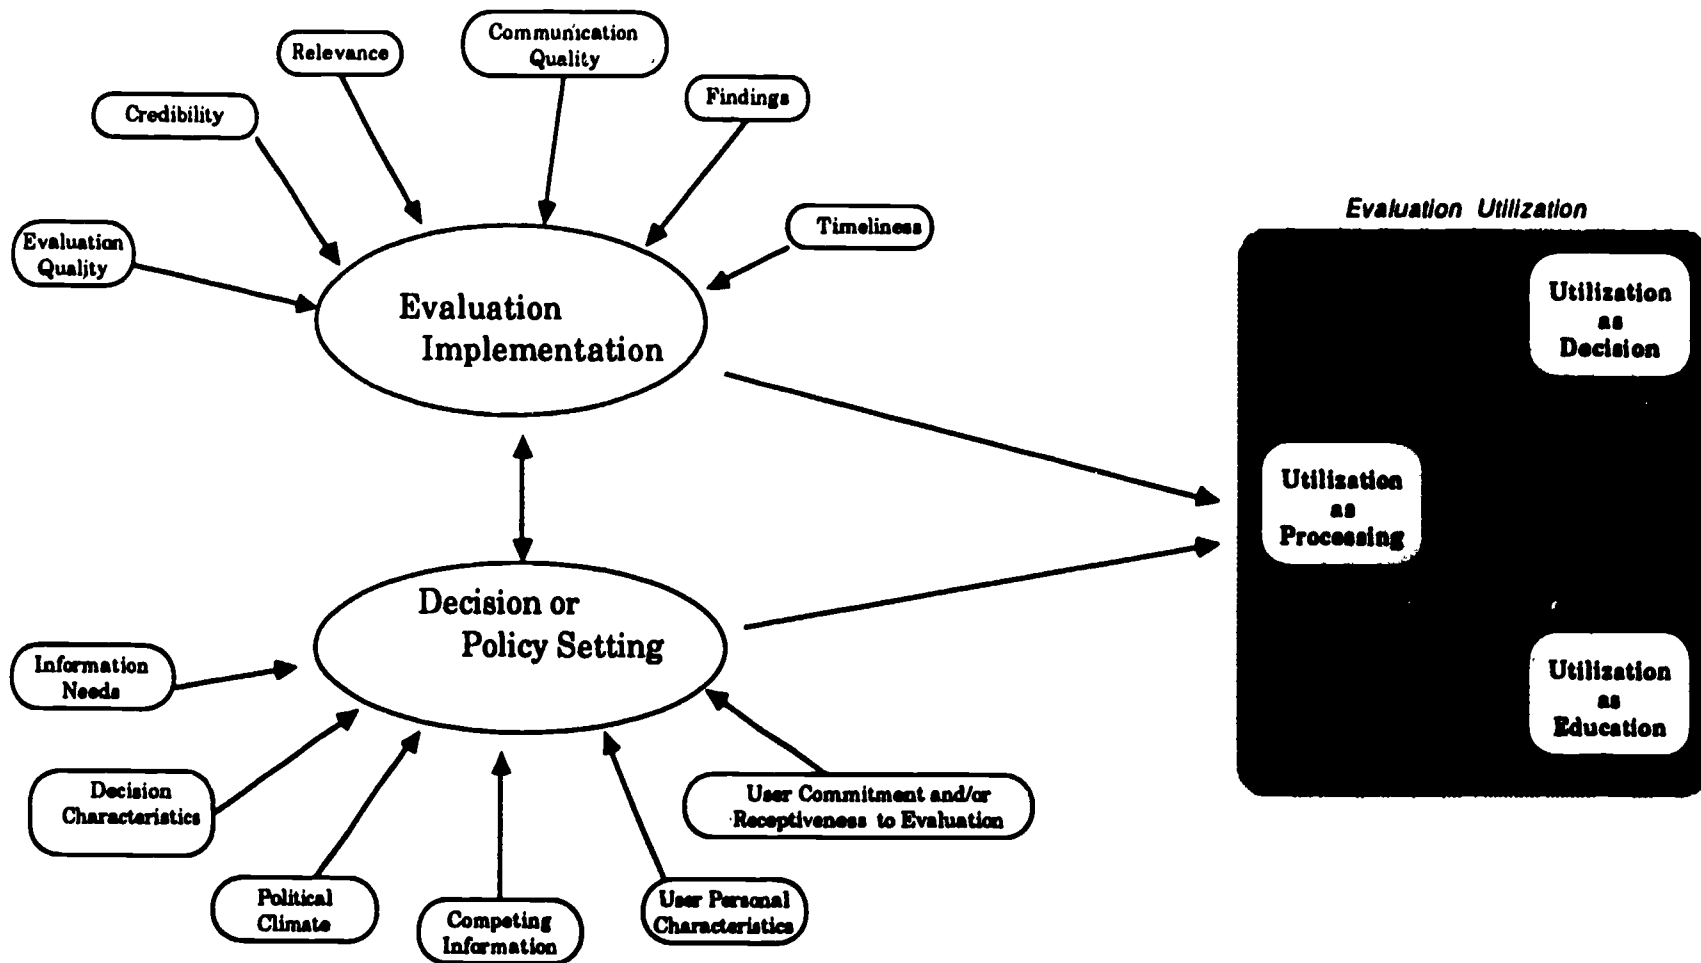 Communication
Quality
Relevance
Findings
Credibility
Timeliness
Evaluation
Quality
Evaluation
Implementation
Evaluation Utilization
Utilization
as
Decision
Utilization
as
Processing
Utilization
as
Education
Decision or
Policy Setting
Information
Needs
Decision
Characteristics
Political
Climate
Competing
Information
User Personal
Characteristics
User Commitment and/or
Receptiveness to Evaluation